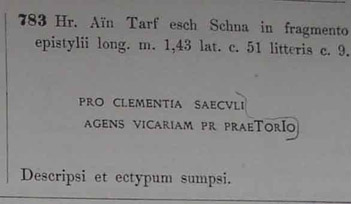 783 Hr. Aïn Tarf esch Schna in fragmento
epistylii long. m. 1,43 lat. c. 51 litteris c. 9.
PRO CLEMENTIA SAECVLI
AGENS VICARIAM PR PRAETORIO
Descripsi et ectypum sumpsi.